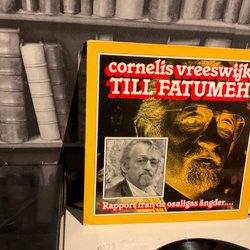 cornelis vreeswijk
TILL FATUMEH
Rapport från de osaligas ängder....